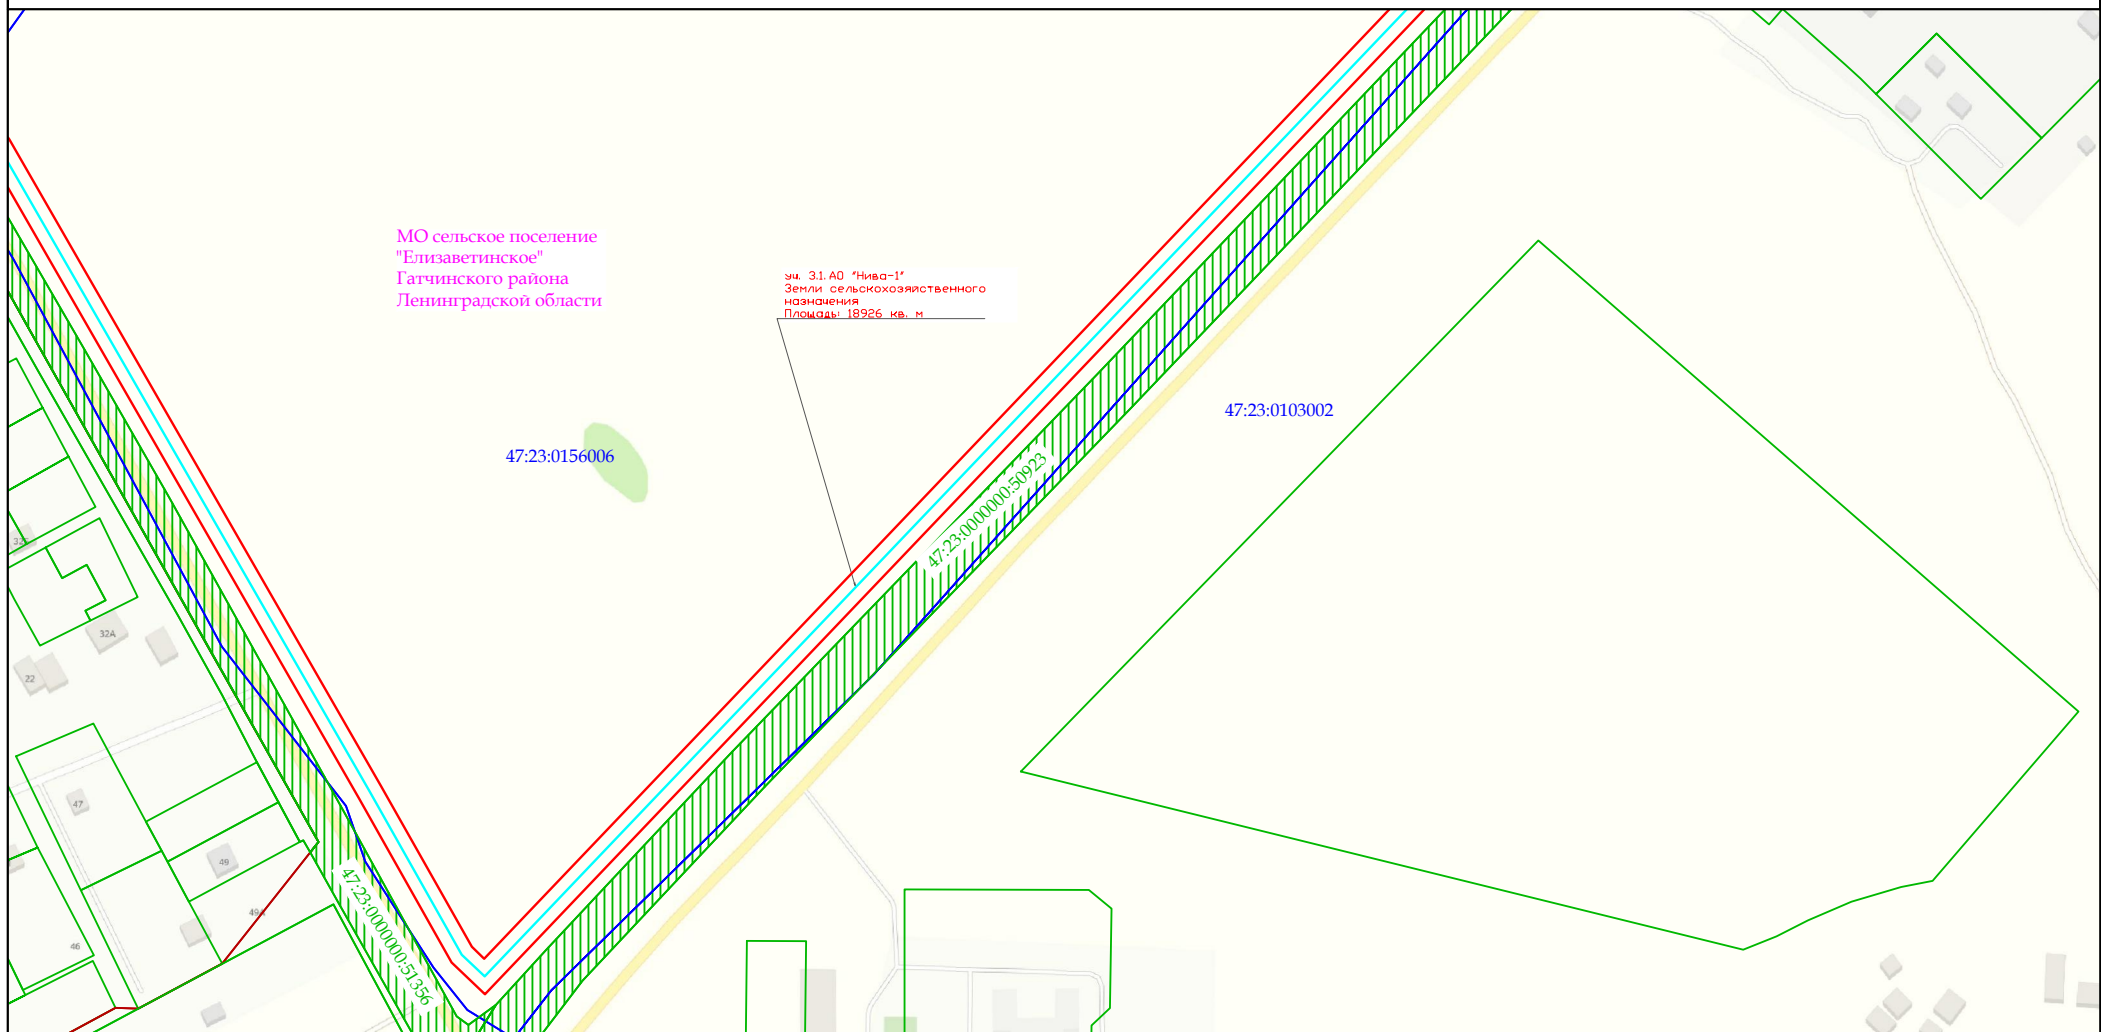 МО сельское поселение
"Елизаветинское"
Гатчинского района
Ленинградской области
уч. 3.1. АО "Нива-1"
Земли сельскохозяйственного
назначения
Площадь: 18926 кв. м
47:23:0103002
47:23:0156006
47:23:0000000:50923
32А
22
47
49
49А
46
47:23:0000000:51356